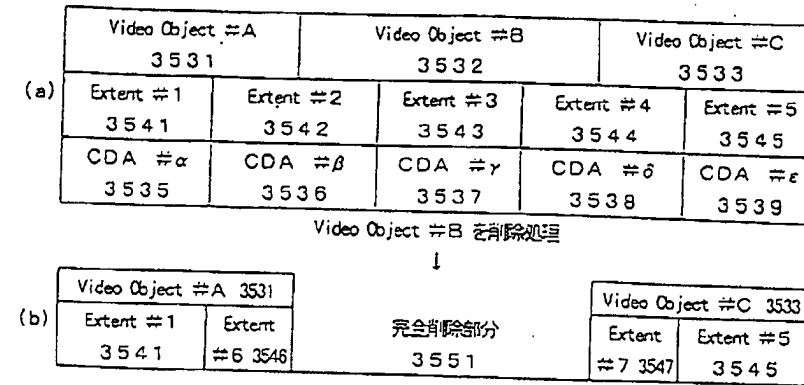 Video Object #A Video Object #B Video Object #C
3531 3532 3533
(a) Extent #1 Extent #2 Extent #3 Extent #4 Extent #5
3541 3542 3543 3544 3545
CDA #α CDA #β CDA #γ CDA #δ CDA #ε
3535 3536 3537 3538 3539
Video Object #B を削除処理
↓
Video Object #A 3531 Video Object #C 3533
(b) Extent #1 Extent 完全削除部分 Extent Extent #5
3541 #6 3546 3551 #7 3547 3545